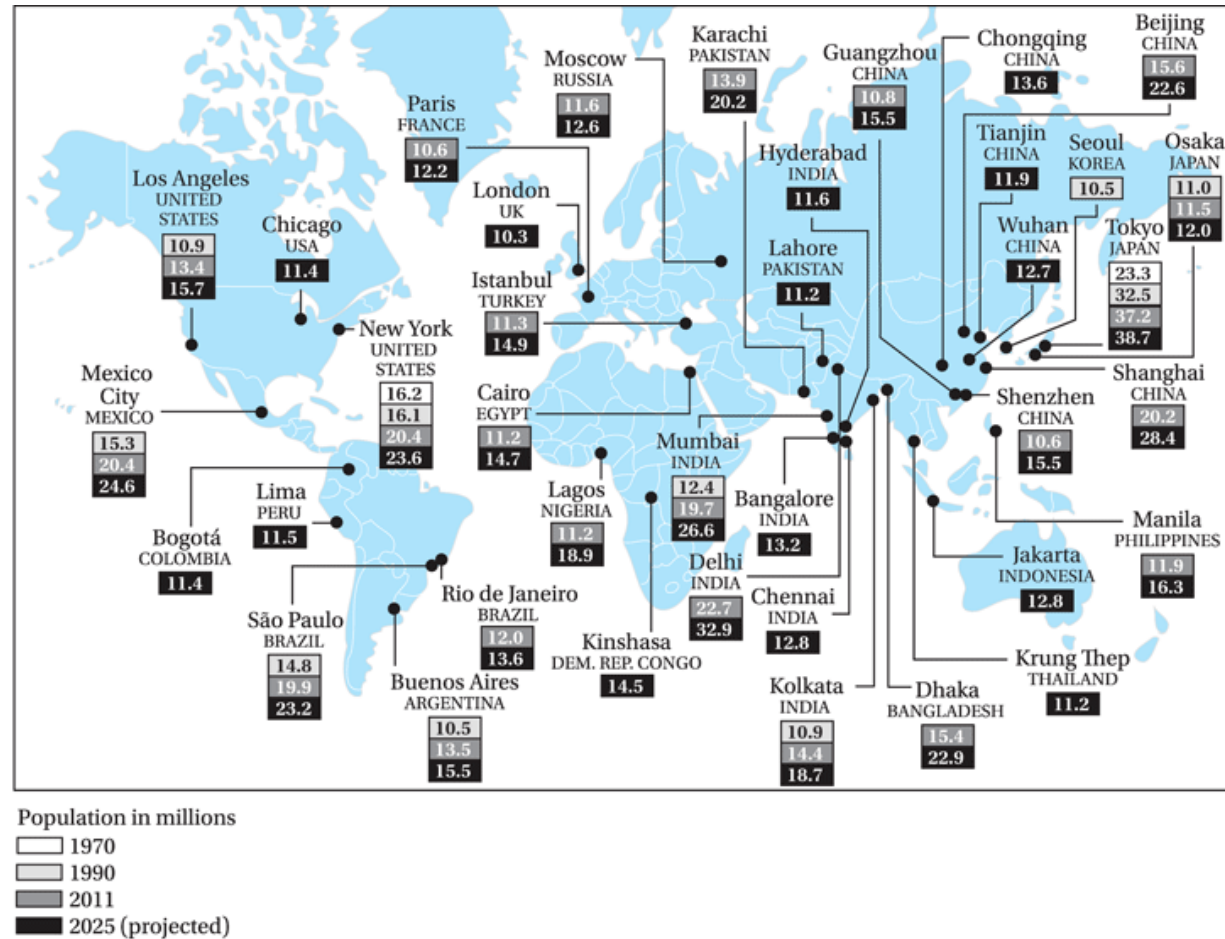 Los Angeles
UNITED
STATES
10.9
13.4
15.7
Chicago
USA
11.4
New York
UNITED
STATES
16.2
16.1
20.4
23.6
Mexico
City
MEXICO
15.3
20.4
24.6
Bogotá
COLOMBIA
11.4
Lima
PERU
11.5
São Paulo
BRAZIL
14.8
19.9
23.2
Rio de Janeiro
BRAZIL
12.0
13.6
Buenos Aires
ARGENTINA
10.5
13.5
15.5
Paris
FRANCE
10.6
12.2
Moscow
RUSSIA
11.6
12.6
London
UK
10.3
Istanbul
TURKEY
11.3
14.9
Cairo
EGYPT
11.2
14.7
Lagos
NIGERIA
11.2
18.9
Kinshasa
DEM. REP. CONGO
14.5
Karachi
PAKISTAN
13.9
20.2
Guangzhou
CHINA
10.8
15.5
Hyderabad
INDIA
11.6
Lahore
PAKISTAN
11.2
Mumbai
INDIA
12.4
19.7
26.6
Delhi
INDIA
22.7
32.9
Bangalore
INDIA
13.2
Chennai
INDIA
12.8
Kolkata
INDIA
10.9
14.4
18.7
Dhaka
BANGLADESH
15.4
22.9
Chongqing
CHINA
13.6
Beijing
CHINA
15.6
22.6
Tianjin
CHINA
11.9
Seoul
KOREA
10.5
Osaka
JAPAN
11.0
11.5
12.0
Wuhan
CHINA
12.7
Tokyo
JAPAN
23.3
32.5
37.2
38.7
Shanghai
CHINA
20.2
28.4
Shenzhen
CHINA
10.6
15.5
Manila
PHILIPPINES
11.9
16.3
Jakarta
INDONESIA
12.8
Krung Thep
THAILAND
11.2
Population in millions
1970
1990
2011
2025 (projected)